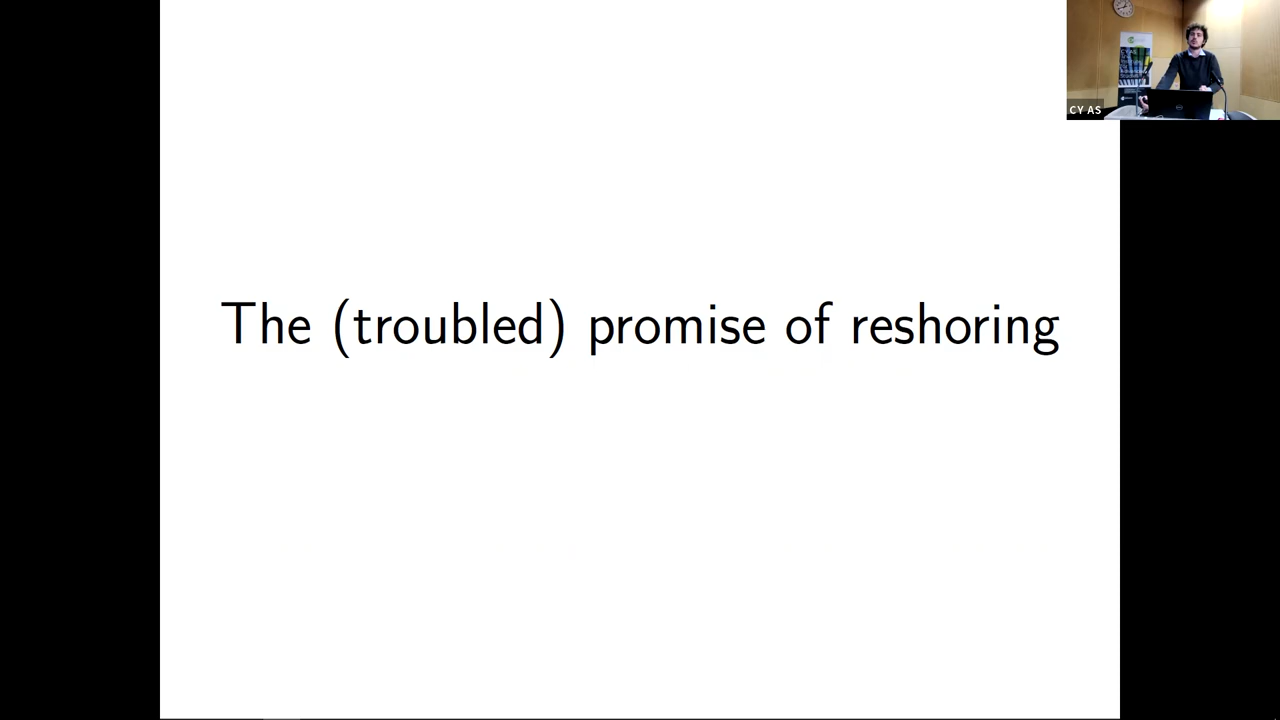 The (troubled) promise of reshoring
CY AS